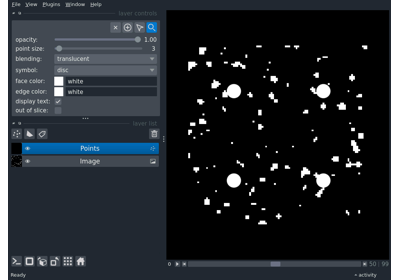 File View Plugins Window Help
layer controls
opacity: 1.00
point size: 3
blending: translucent
symbol: disc
face color: white
edge color: white
display text:
out of slice:
layer list
Points
Image
50 99
Ready activity